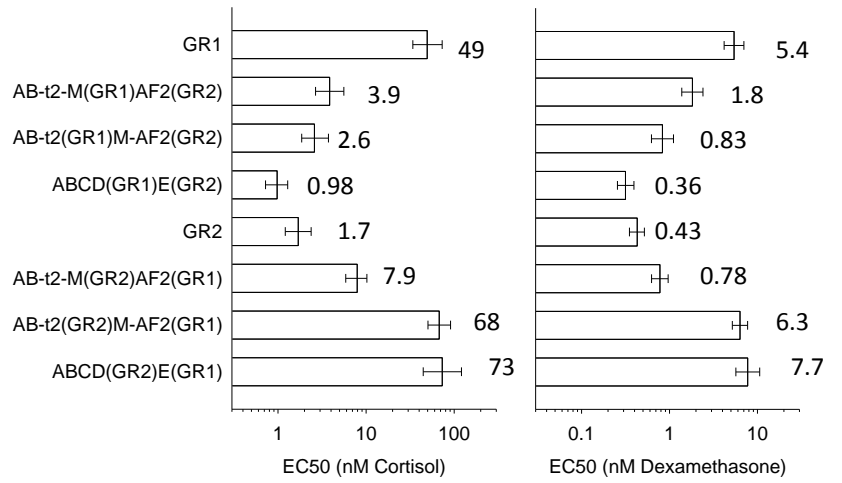 GR1 49 5.4
AB-t2-M(GR1)AF2(GR2) 3.9 1.8
AB-t2(GR1)M-AF2(GR2) 2.6 0.83
ABCD(GR1)E(GR2) 0.98 0.36
GR2 1.7 0.43
AB-t2-M(GR2)AF2(GR1) 7.9 0.78
AB-t2(GR2)M-AF2(GR1) 68 6.3
ABCD(GR2)E(GR1) 73 7.7
1 10 100 0.1 1 10
EC50 (nM Cortisol) EC50 (nM Dexamethasone)